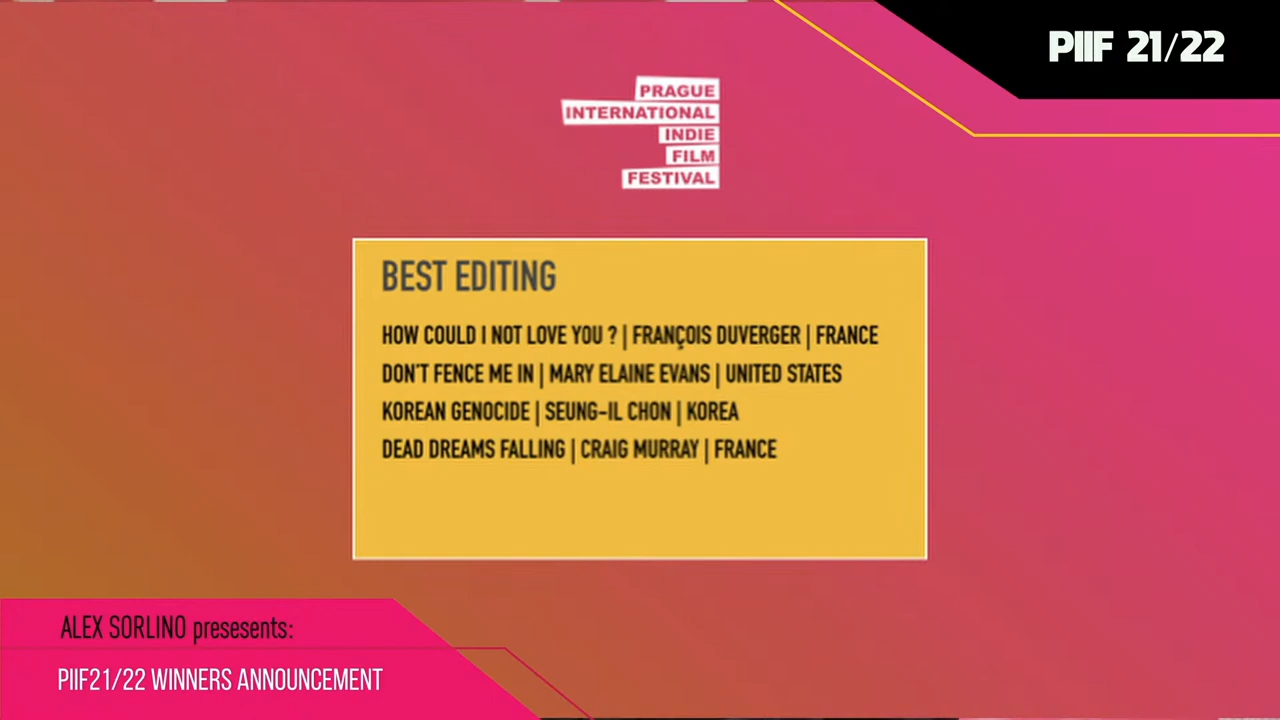 PIIF 21/22
PRAGUE
INTERNATIONAL
INDIE
FILM
FESTIVAL
BEST EDITING
HOW COULD I NOT LOVE YOU ? | FRANÇOIS DUVERGER | FRANCE
DON'T FENCE ME IN | MARY ELAINE EVANS | UNITED STATES
KOREAN GENOCIDE | SEUNG-IL CHON | KOREA
DEAD DREAMS FALLING | CRAIG MURRAY | FRANCE
ALEX SORLINO presesents:
PIIF21/22 WINNERS ANNOUNCEMENT